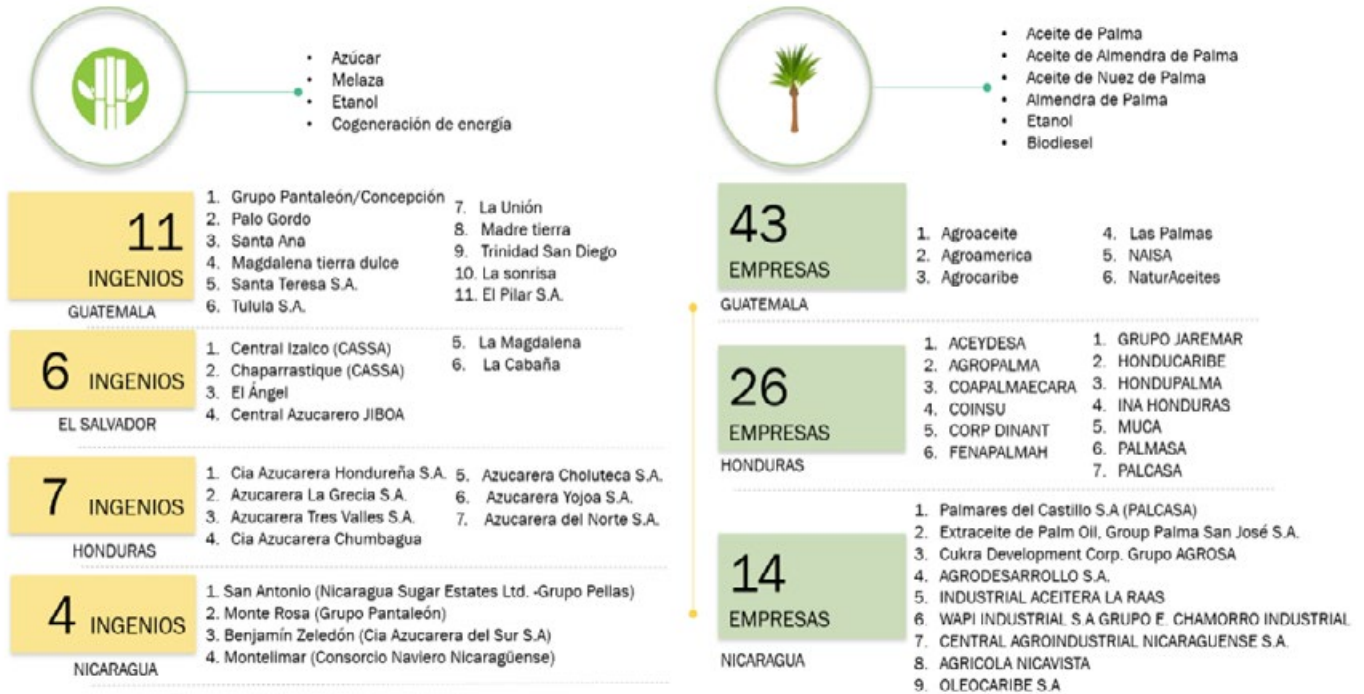 • Azúcar
• Melaza
• Etanol
• Cogeneración de energía
11
INGENIOS
GUATEMALA
1. Grupo Pantaleón/Concepción
2. Palo Gordo
3. Santa Ana
4. Magdalena tierra dulce
5. Santa Teresa S.A.
6. Tulula S.A.
7. La Unión
8. Madre tierra
9. Trinidad San Diego
10. La sonrisa
11. El Pilar S.A.
6 INGENIOS
EL SALVADOR
1. Central Izalco (CASSA)
2. Chaparrastique (CASSA)
3. El Ángel
4. Central Azucarero JIBOA
5. La Magdalena
6. La Cabaña
7 INGENIOS
HONDURAS
1. Cia Azucarera Hondureña S.A.
2. Azucarera La Grecia S.A.
3. Azucarera Tres Valles S.A.
4. Cia Azucarera Chumbagua
5. Azucarera Choluteca S.A.
6. Azucarera Yojoa S.A.
7. Azucarera del Norte S.A.
4 INGENIOS
NICARAGUA
1. San Antonio (Nicaragua Sugar Estates Ltd. -Grupo Pellas)
2. Monte Rosa (Grupo Pantaleón)
3. Benjamín Zeledón (Cia Azucarera del Sur S.A)
4. Montelimar (Consorcio Naviero Nicaragüense)
• Aceite de Palma
• Aceite de Almendra de Palma
• Aceite de Nuez de Palma
• Almendra de Palma
• Etanol
• Biodiesel
43
EMPRESAS
GUATEMALA
1. Agroaceite
2. Agroamerica
3. Agrocaribe
4. Las Palmas
5. NAISA
6. NaturAceites
26
EMPRESAS
HONDURAS
1. ACEYDESA
2. AGROPALMA
3. COAPALMAECARA
4. COINSU
5. CORP DINANT
6. FENAPALMAH
1. GRUPO JAREMAR
2. HONDUCARIBE
3. HONDUPALMA
4. INA HONDURAS
5. MUCA
6. PALMASA
7. PALCASA
14
EMPRESAS
NICARAGUA
1. Palmares del Castillo S.A (PALCASA)
2. Extraceite de Palm Oil, Group Palma San José S.A.
3. Cukra Development Corp. Grupo AGROSA
4. AGRODESARROLLO S.A.
5. INDUSTRIAL ACEITERA LA RAAS
6. WAPI INDUSTRIAL S.A GRUPO E. CHAMORRO INDUSTRIAL
7. CENTRAL AGROINDUSTRIAL NICARAGUENSE S.A.
8. AGRICOLA NICAVISTA
9. OLEOCARIBE S.A